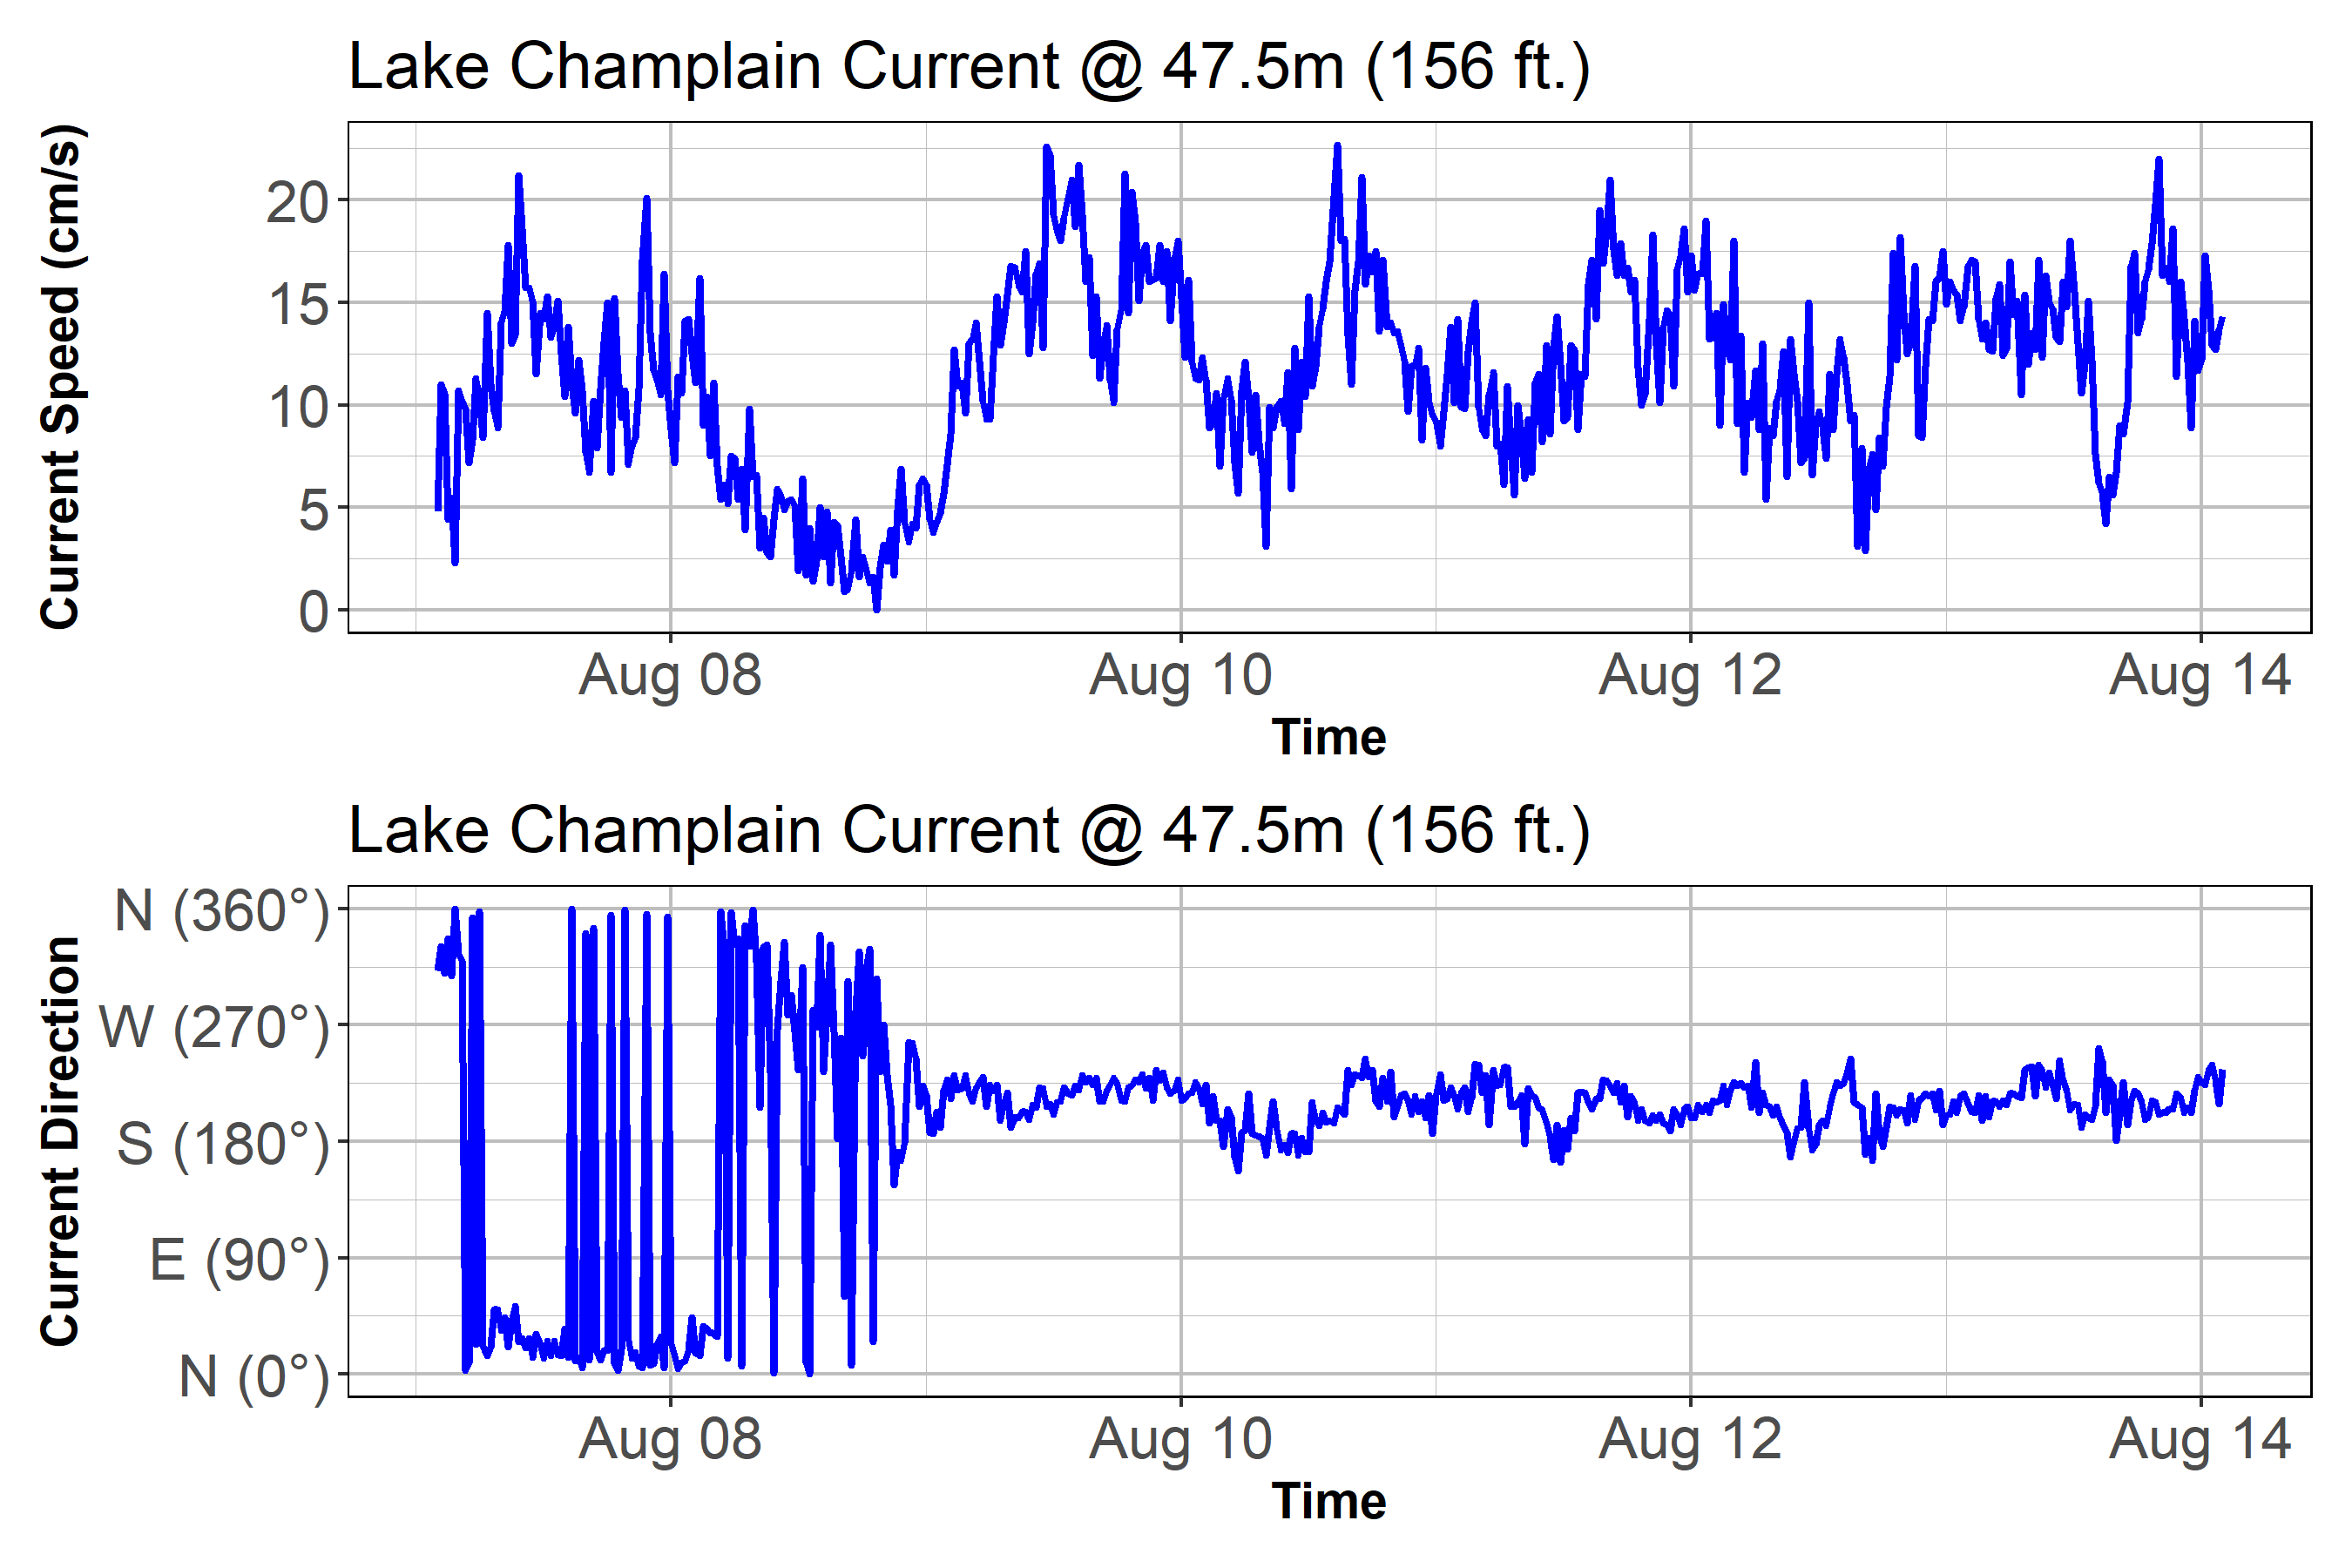 Lake Champlain Current @ 47.5m (156 ft.)
Current Speed (cm/s)
20
15
10
5
0
Aug 08
Aug 10
Aug 12
Aug 14
Time
Lake Champlain Current @ 47.5m (156 ft.)
Current Direction
N (360°)
W (270°)
S (180°)
E (90°)
N (0°)
Aug 08
Aug 10
Aug 12
Aug 14
Time